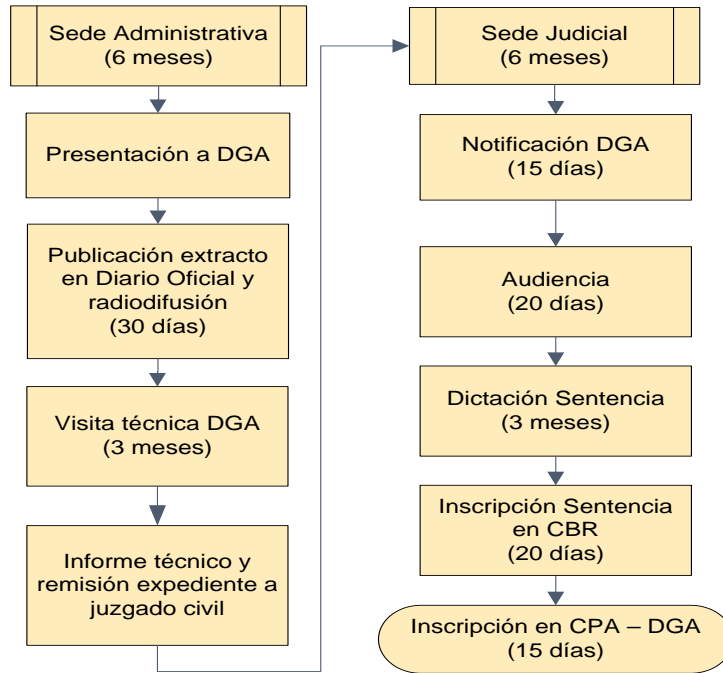 Sede Administrativa
(6 meses)
Presentación a DGA
Publicación extracto
en Diario Oficial y
radiodifusión
(30 días)
Visita técnica DGA
(3 meses)
Informe técnico y
remisión expediente a
juzgado civil
Sede Judicial
(6 meses)
Notificación DGA
(15 días)
Audiencia
(20 días)
Dictación Sentencia
(3 meses)
Inscripción Sentencia
en CBR
(20 días)
Inscripción en CPA – DGA
(15 días)